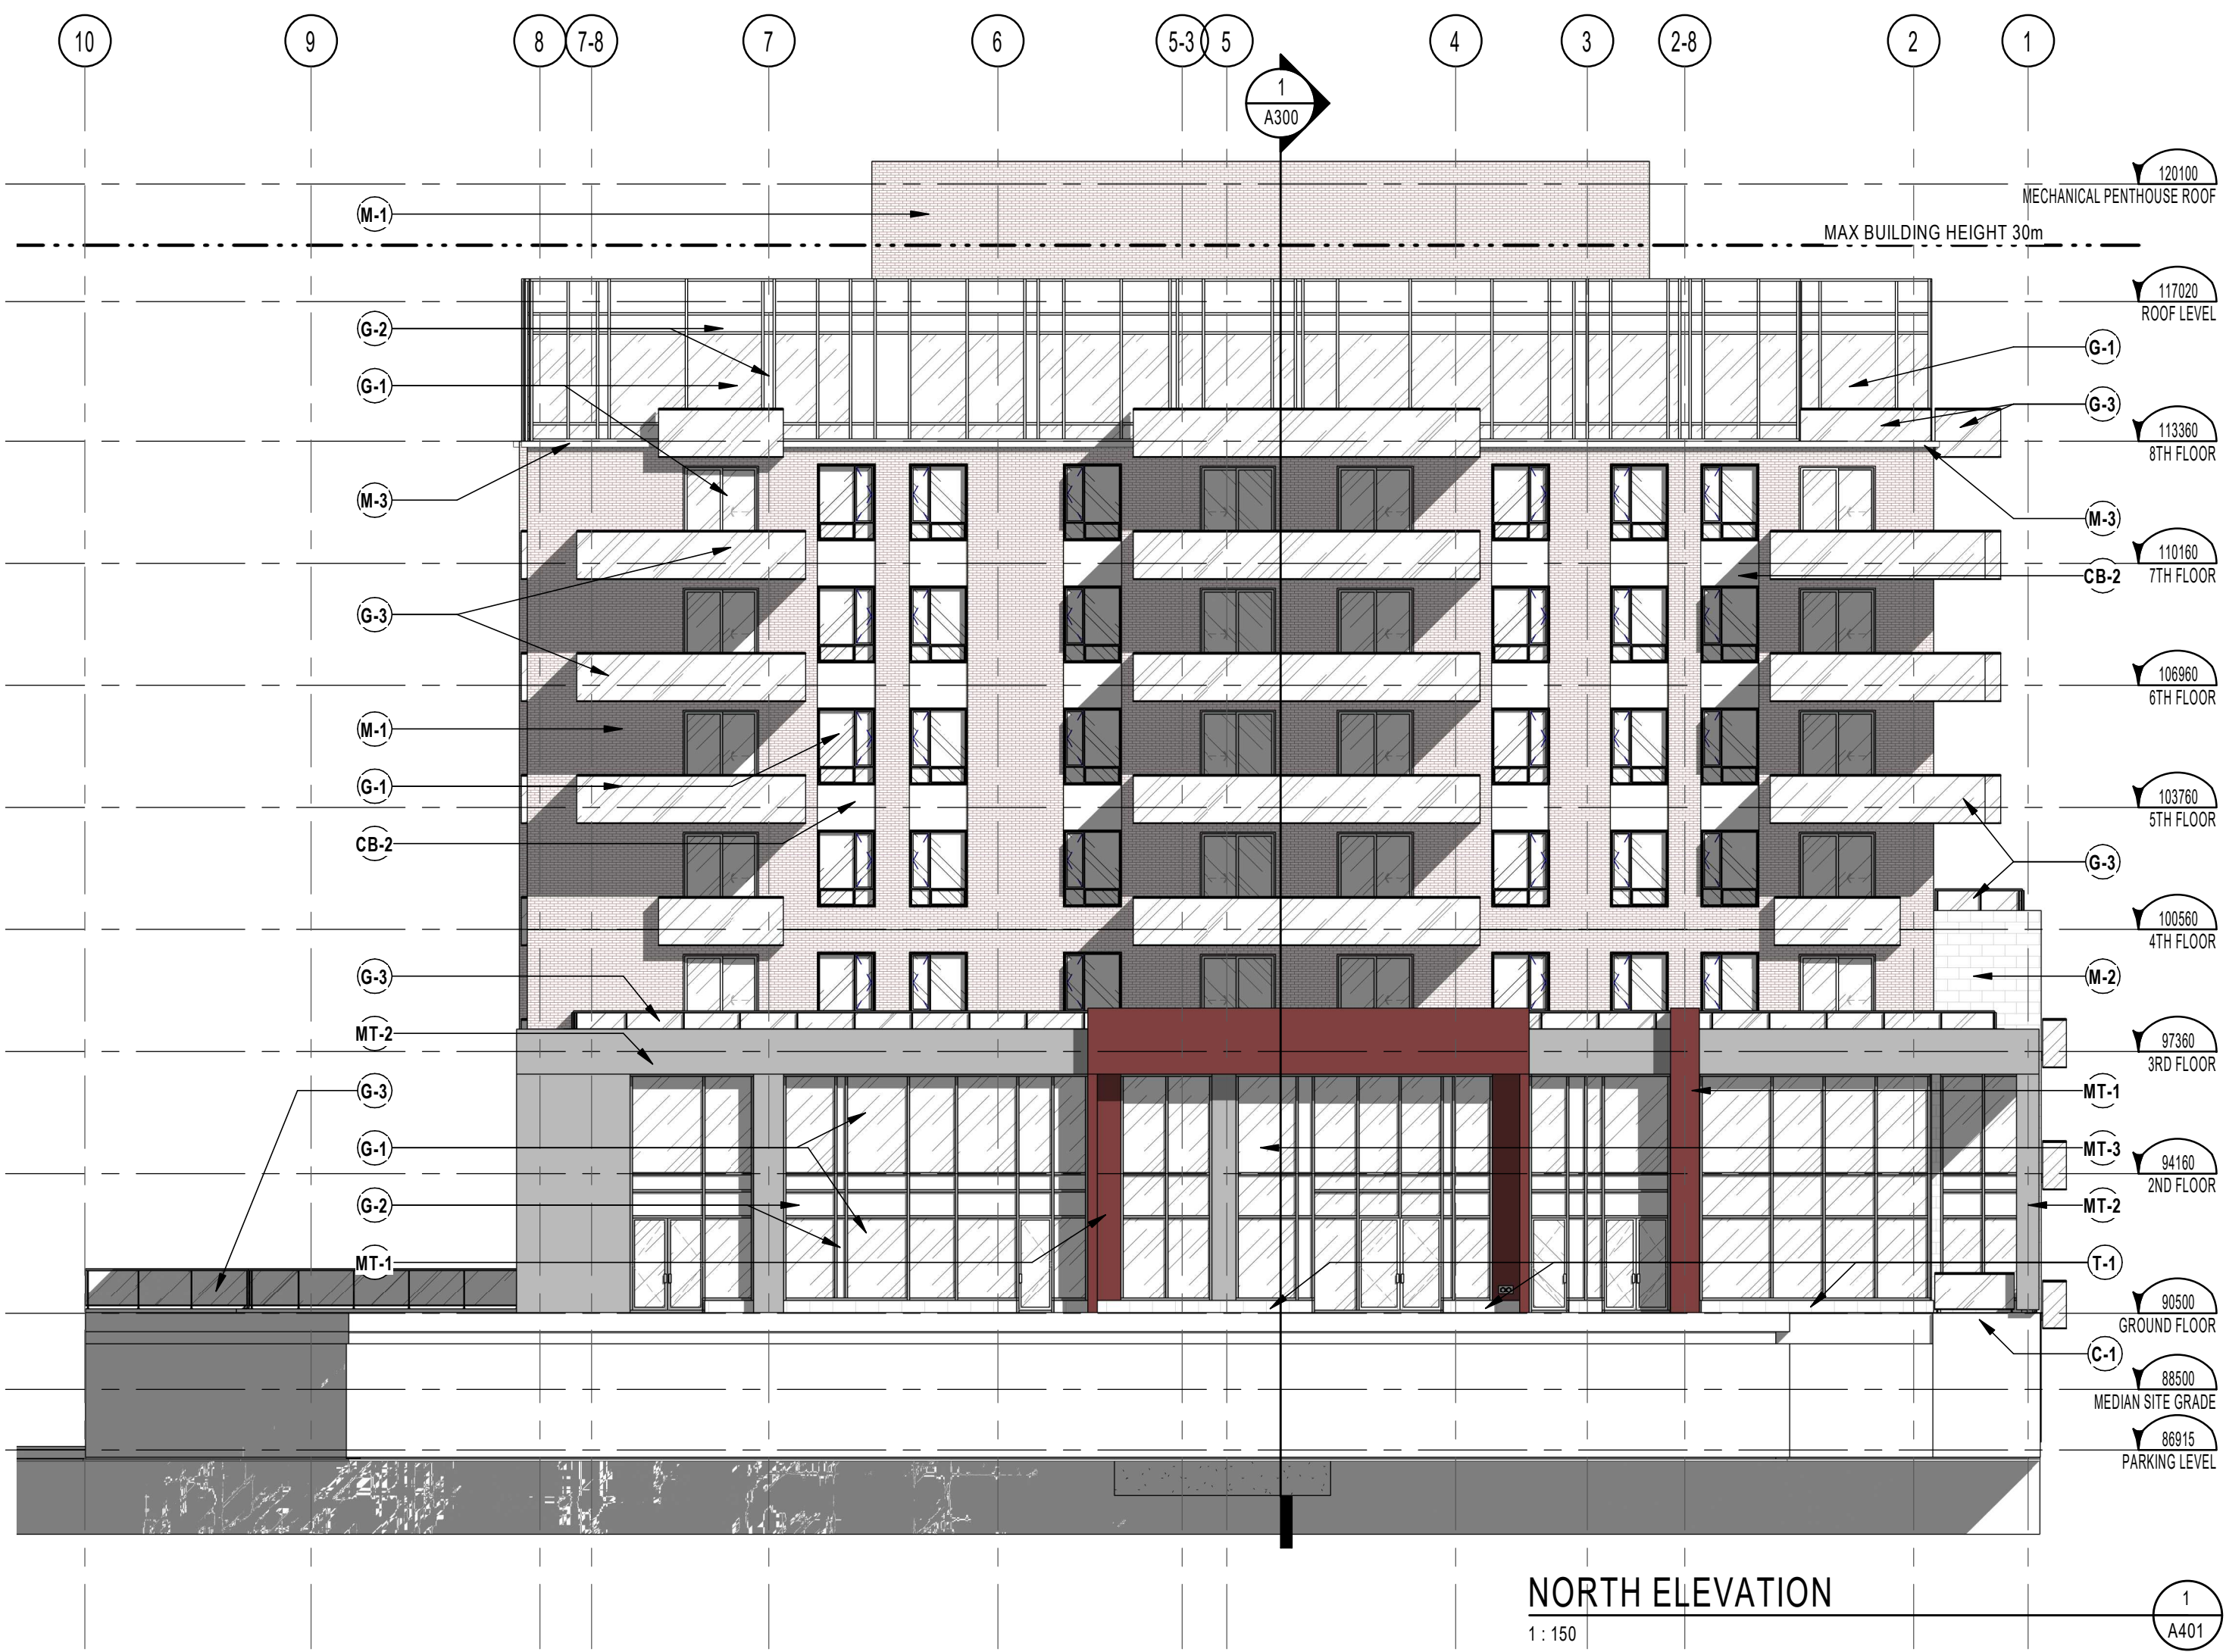 10 9 8 7-8 7 6 5-3 5 4 3 2-8 2 1
1
A300
120100
MECHANICAL PENTHOUSE ROOF
M-1
MAX BUILDING HEIGHT 30m
117020
ROOF LEVEL
G-2
G-1
G-1
G-3
113360
8TH FLOOR
M-3
M-3
110160
7TH FLOOR
CB-2
G-3
106960
6TH FLOOR
M-1
G-1
103760
5TH FLOOR
CB-2
G-3
100560
4TH FLOOR
G-3
M-2
MT-2
97360
3RD FLOOR
G-3
MT-1
G-1
MT-3
94160
2ND FLOOR
G-2
MT-2
MT-1
T-1
90500
GROUND FLOOR
C-1
88500
MEDIAN SITE GRADE
86915
PARKING LEVEL
NORTH ELEVATION
1 : 150
1
A401